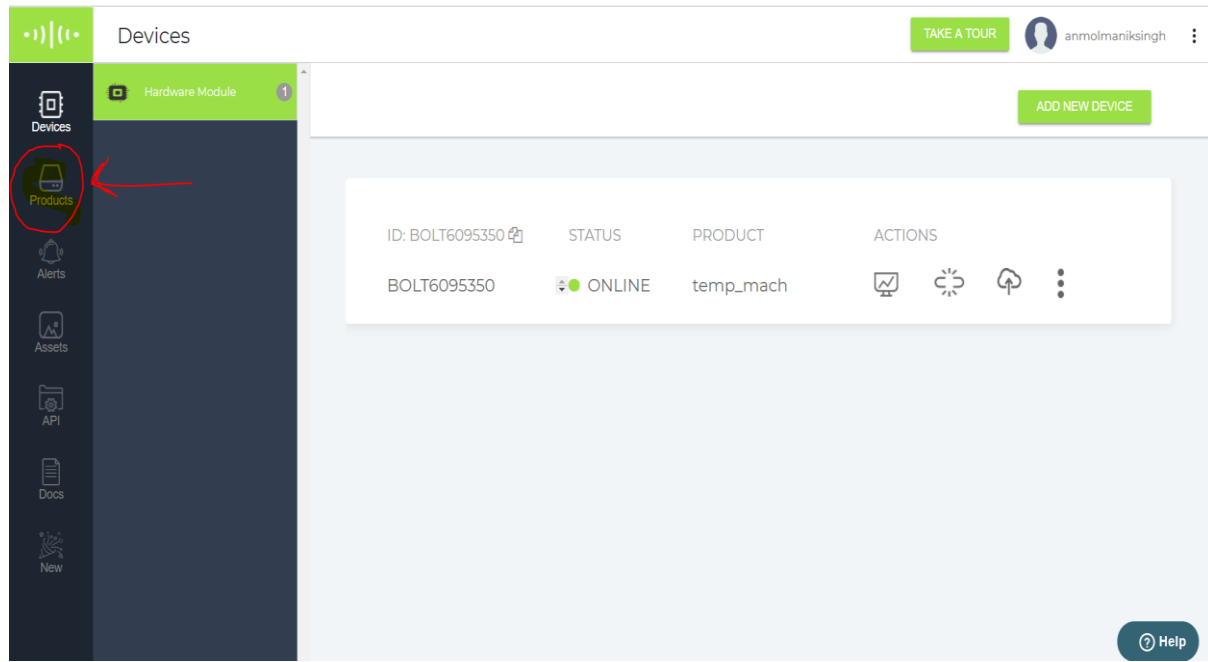 Devices
TAKE A TOUR
anmolmaniksingh
Devices
Hardware Module
1
ADD NEW DEVICE
Products
Alerts
Assets
API
Docs
New
ID: BOLT6095350 STATUS PRODUCT ACTIONS
BOLT6095350 ONLINE temp_mach
Help